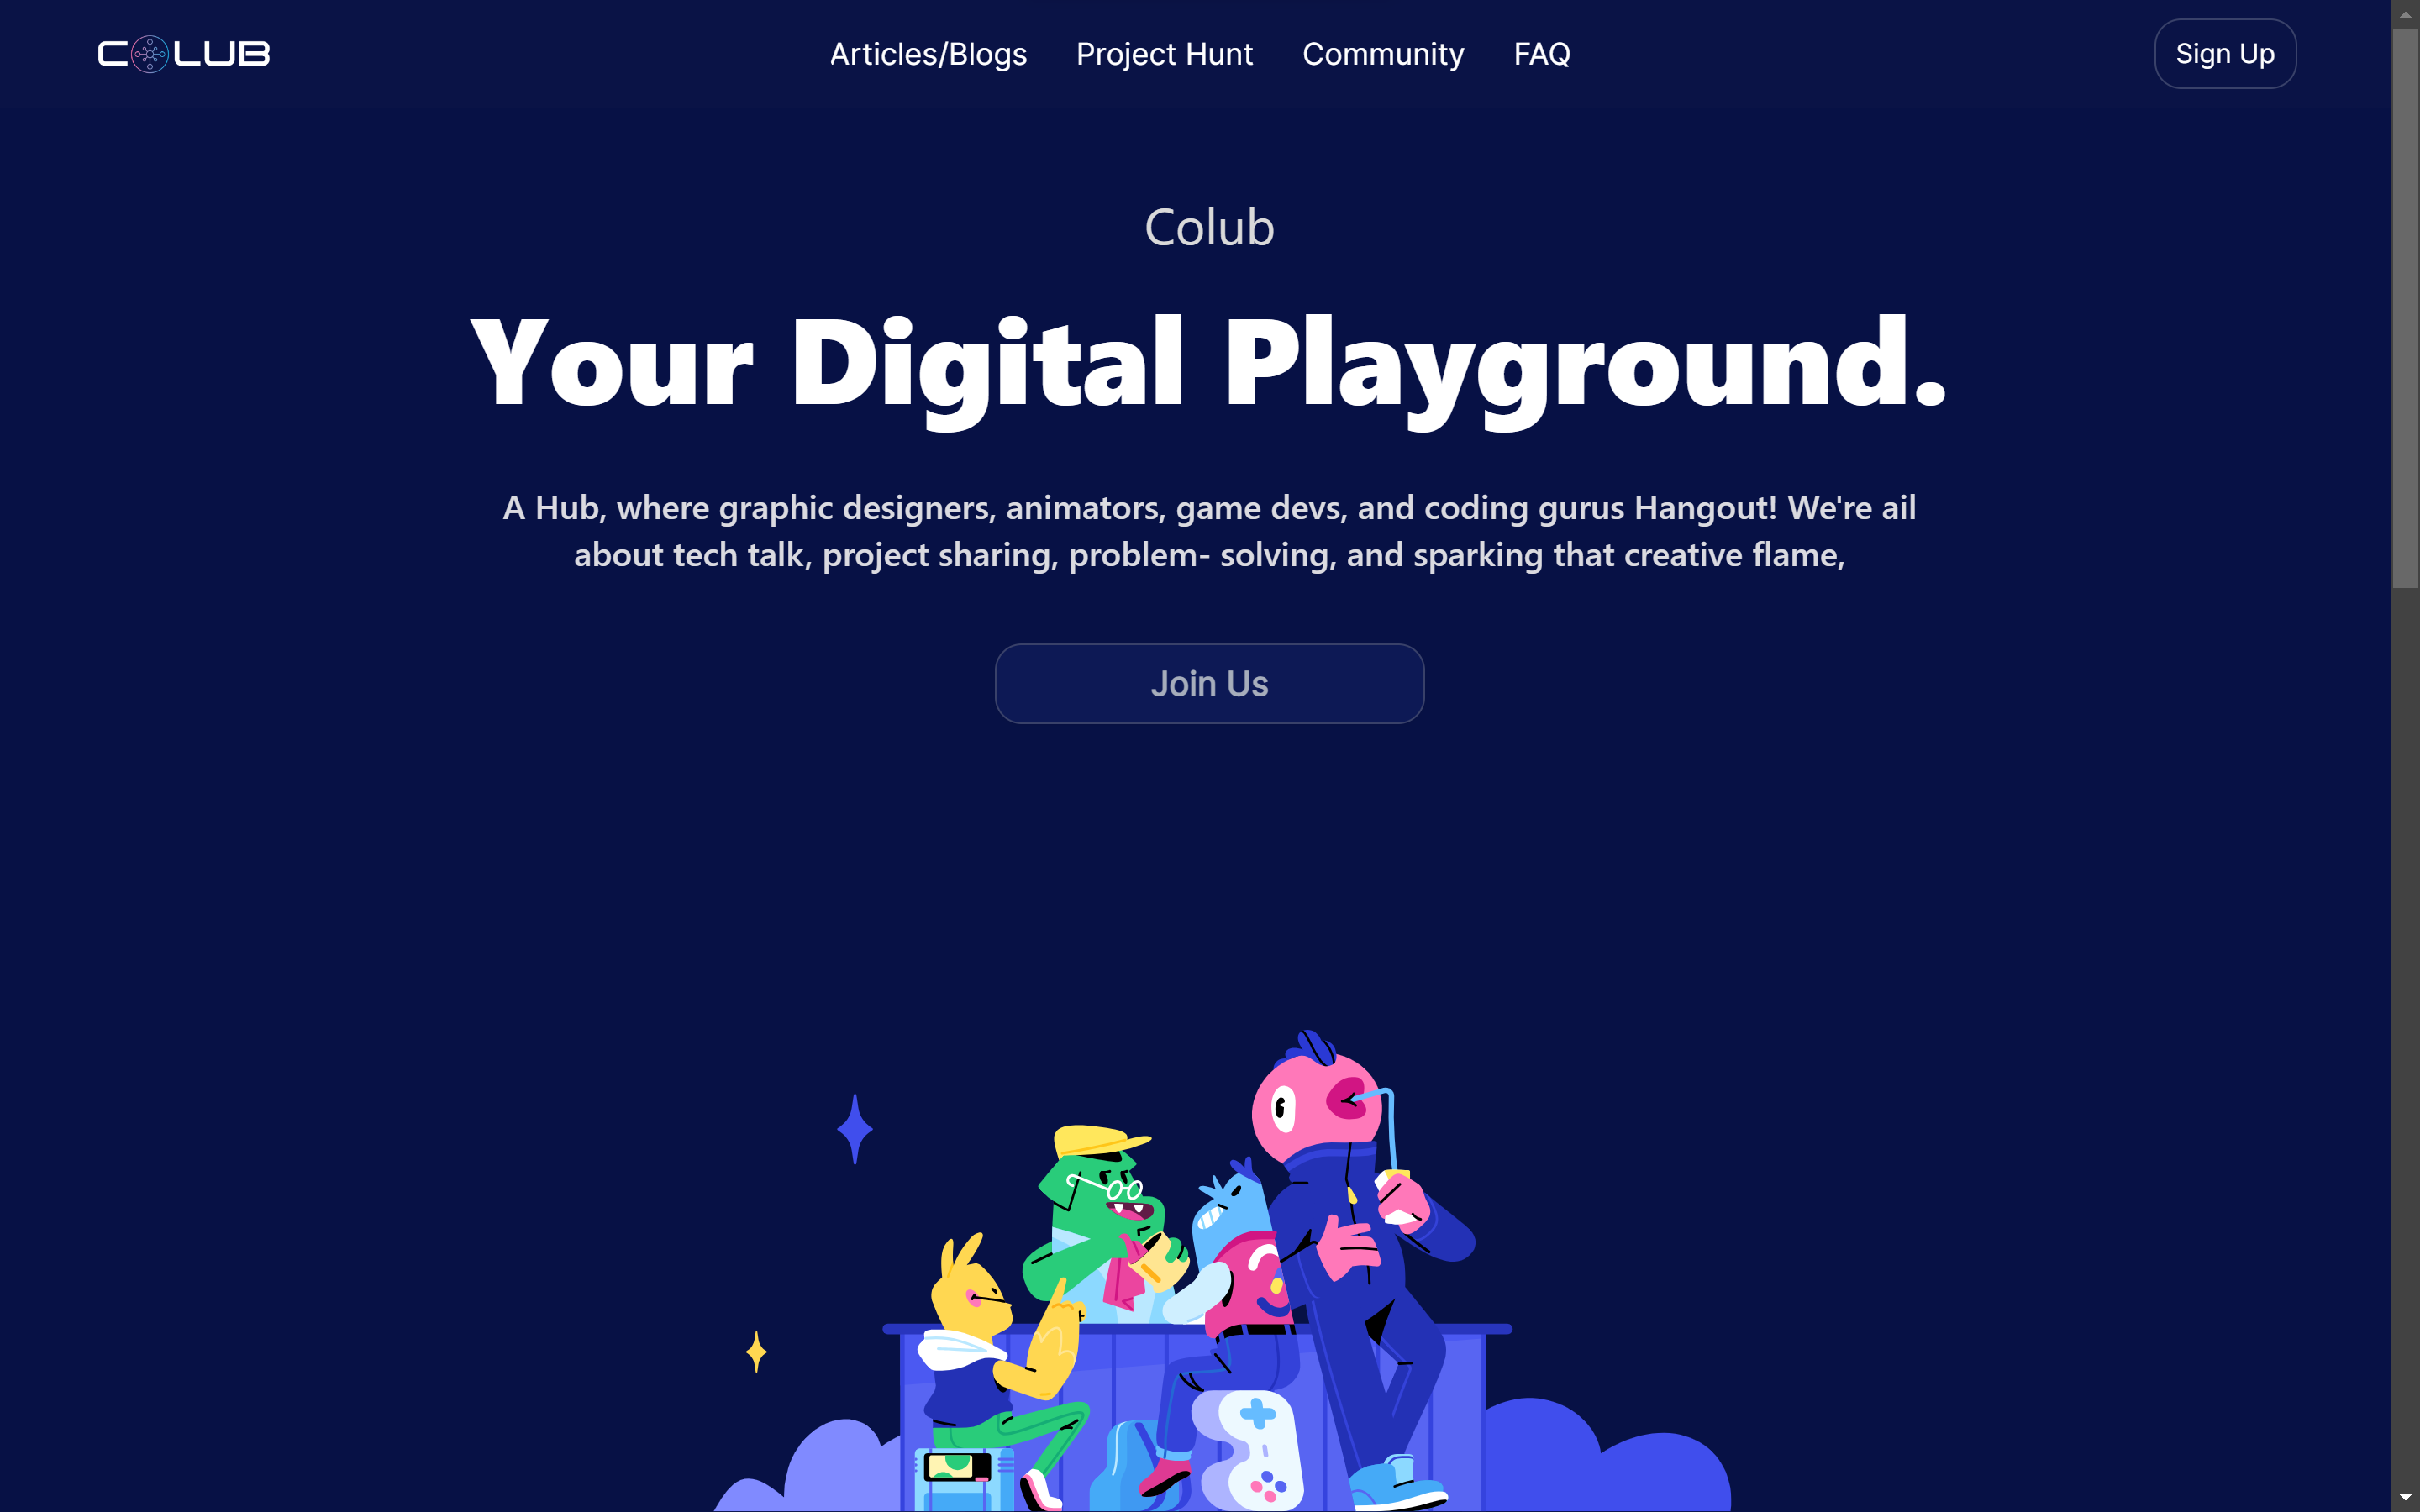 COLUB
Articles/Blogs
Project Hunt
Community
FAQ
Sign Up
Colub
Your Digital Playground.
A Hub, where graphic designers, animators, game devs, and coding gurus Hangout! We're ail
about tech talk, project sharing, problem- solving, and sparking that creative flame,
Join Us